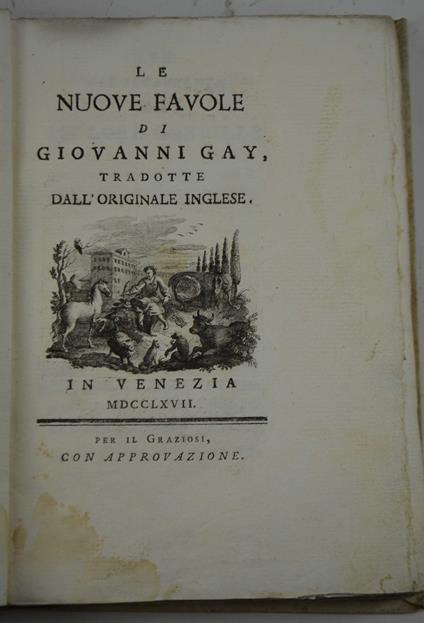 LE
NUOVE FAVOLE
DI
GIOVANNI GAY,
TRADOTTE
DALL'ORIGINALE INGLESE.
IN VENEZIA
MDCCLXVII.
PER IL GRAZIOSI,
CON APPROVAZIONE.